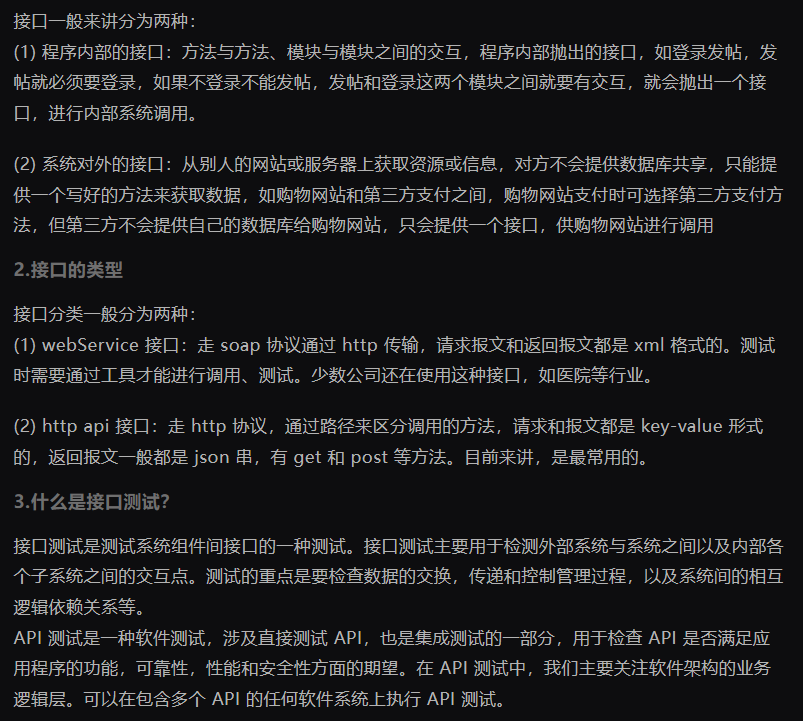 接口一般来讲分为两种：
(1) 程序内部的接口：方法与方法、模块与模块之间的交互，程序内部抛出的接口，如登录发帖，发
帖就必须要登录，如果不登录不能发帖，发帖和登录这两个模块之间就要有交互，就会抛出一个接
口，进行内部系统调用。
(2) 系统对外的接口：从别人的网站或服务器上获取资源或信息，对方不会提供数据库共享，只能提
供一个写好的方法来获取数据，如购物网站和第三方支付之间，购物网站支付时可选择第三方支付方
法，但第三方不会提供自己的数据库给购物网站，只会提供一个接口，供购物网站进行调用
2.接口的类型
接口分类一般分为两种：
(1) webService 接口：走 soap 协议通过 http 传输，请求报文和返回报文都是 xml 格式的。测试
时需要通过工具才能进行调用、测试。少数公司还在使用这种接口，如医院等行业。
(2) http api 接口：走 http 协议，通过路径来区分调用的方法，请求和报文都是 key-value 形式
的，返回报文一般都是 json 串，有 get 和 post 等方法。目前来讲，是最常用的。
3.什么是接口测试？
接口测试是测试系统组件间接口的一种测试。接口测试主要用于检测外部系统与系统之间以及内部各
个子系统之间的交互点。测试的重点是要检查数据的交换，传递和控制管理过程，以及系统间的相互
逻辑依赖关系等。
API 测试是一种软件测试，涉及直接测试 API，也是集成测试的一部分，用于检查 API 是否满足应
用程序的功能，可靠性，性能和安全性方面的期望。在 API 测试中，我们主要关注软件架构的业务
逻辑层。可以在包含多个 API 的任何软件系统上执行 API 测试。